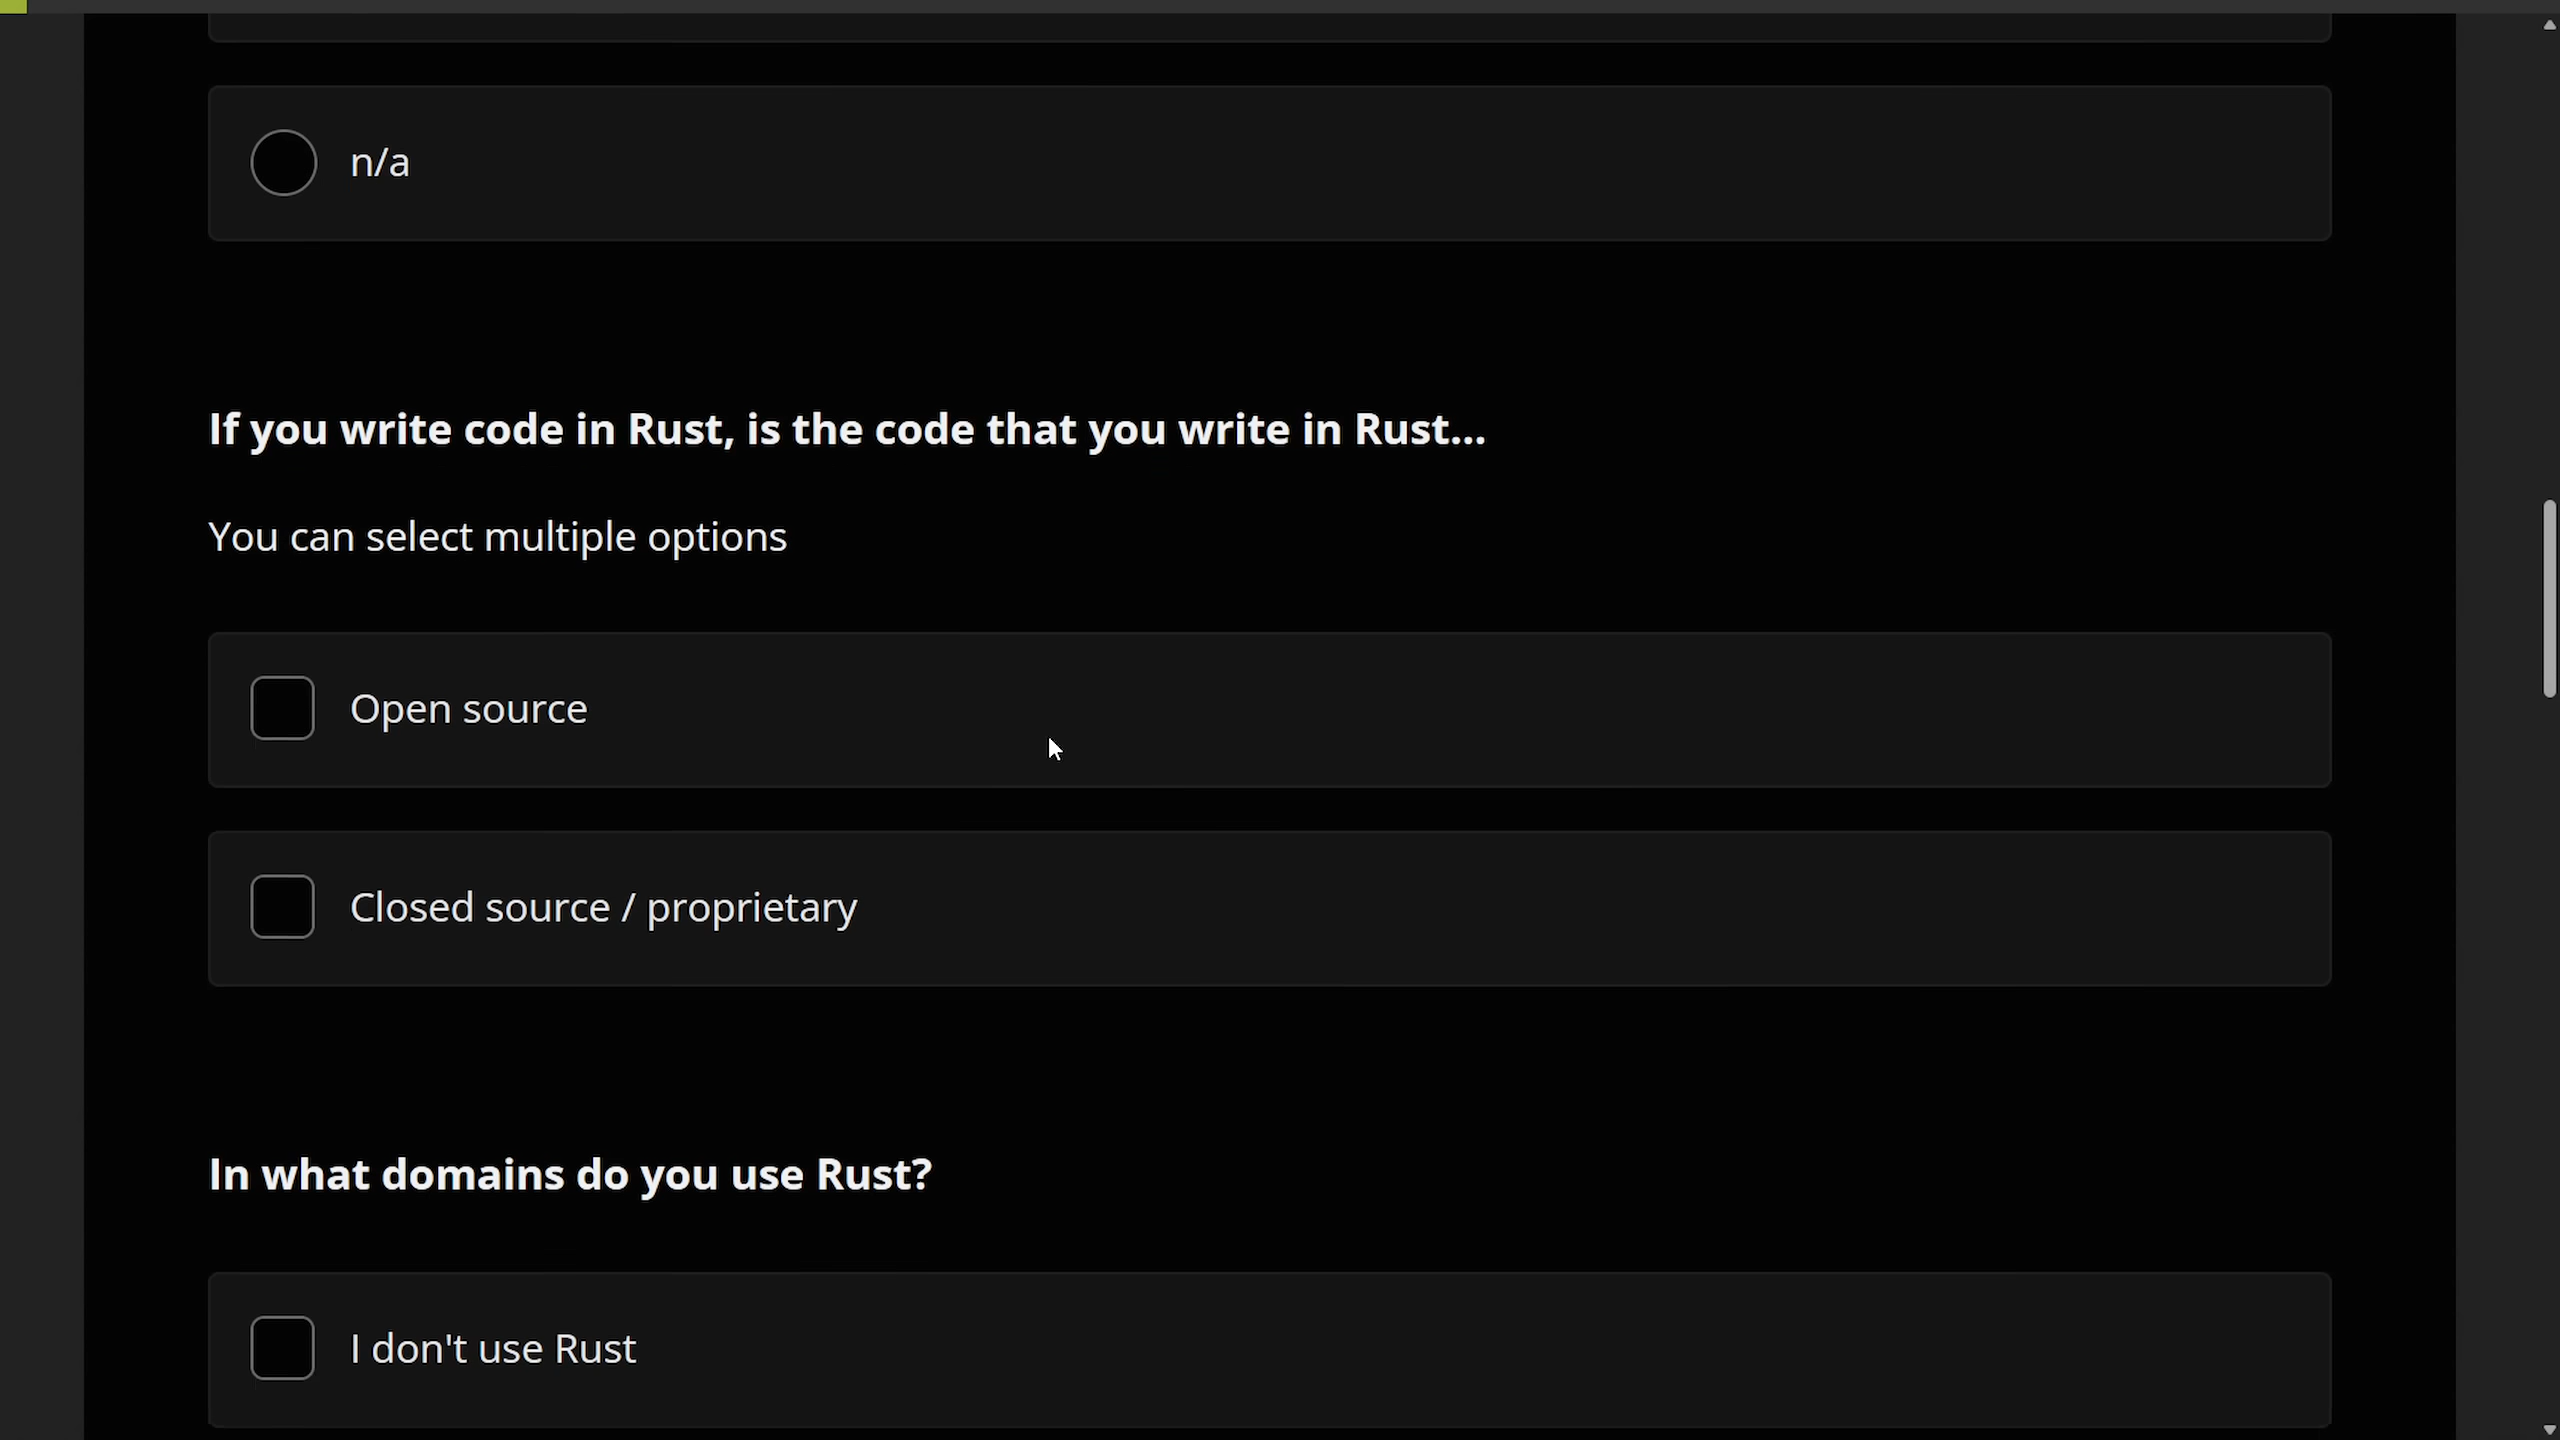 n/a
If you write code in Rust, is the code that you write in Rust...
You can select multiple options
Open source
Closed source / proprietary
In what domains do you use Rust?
I don't use Rust